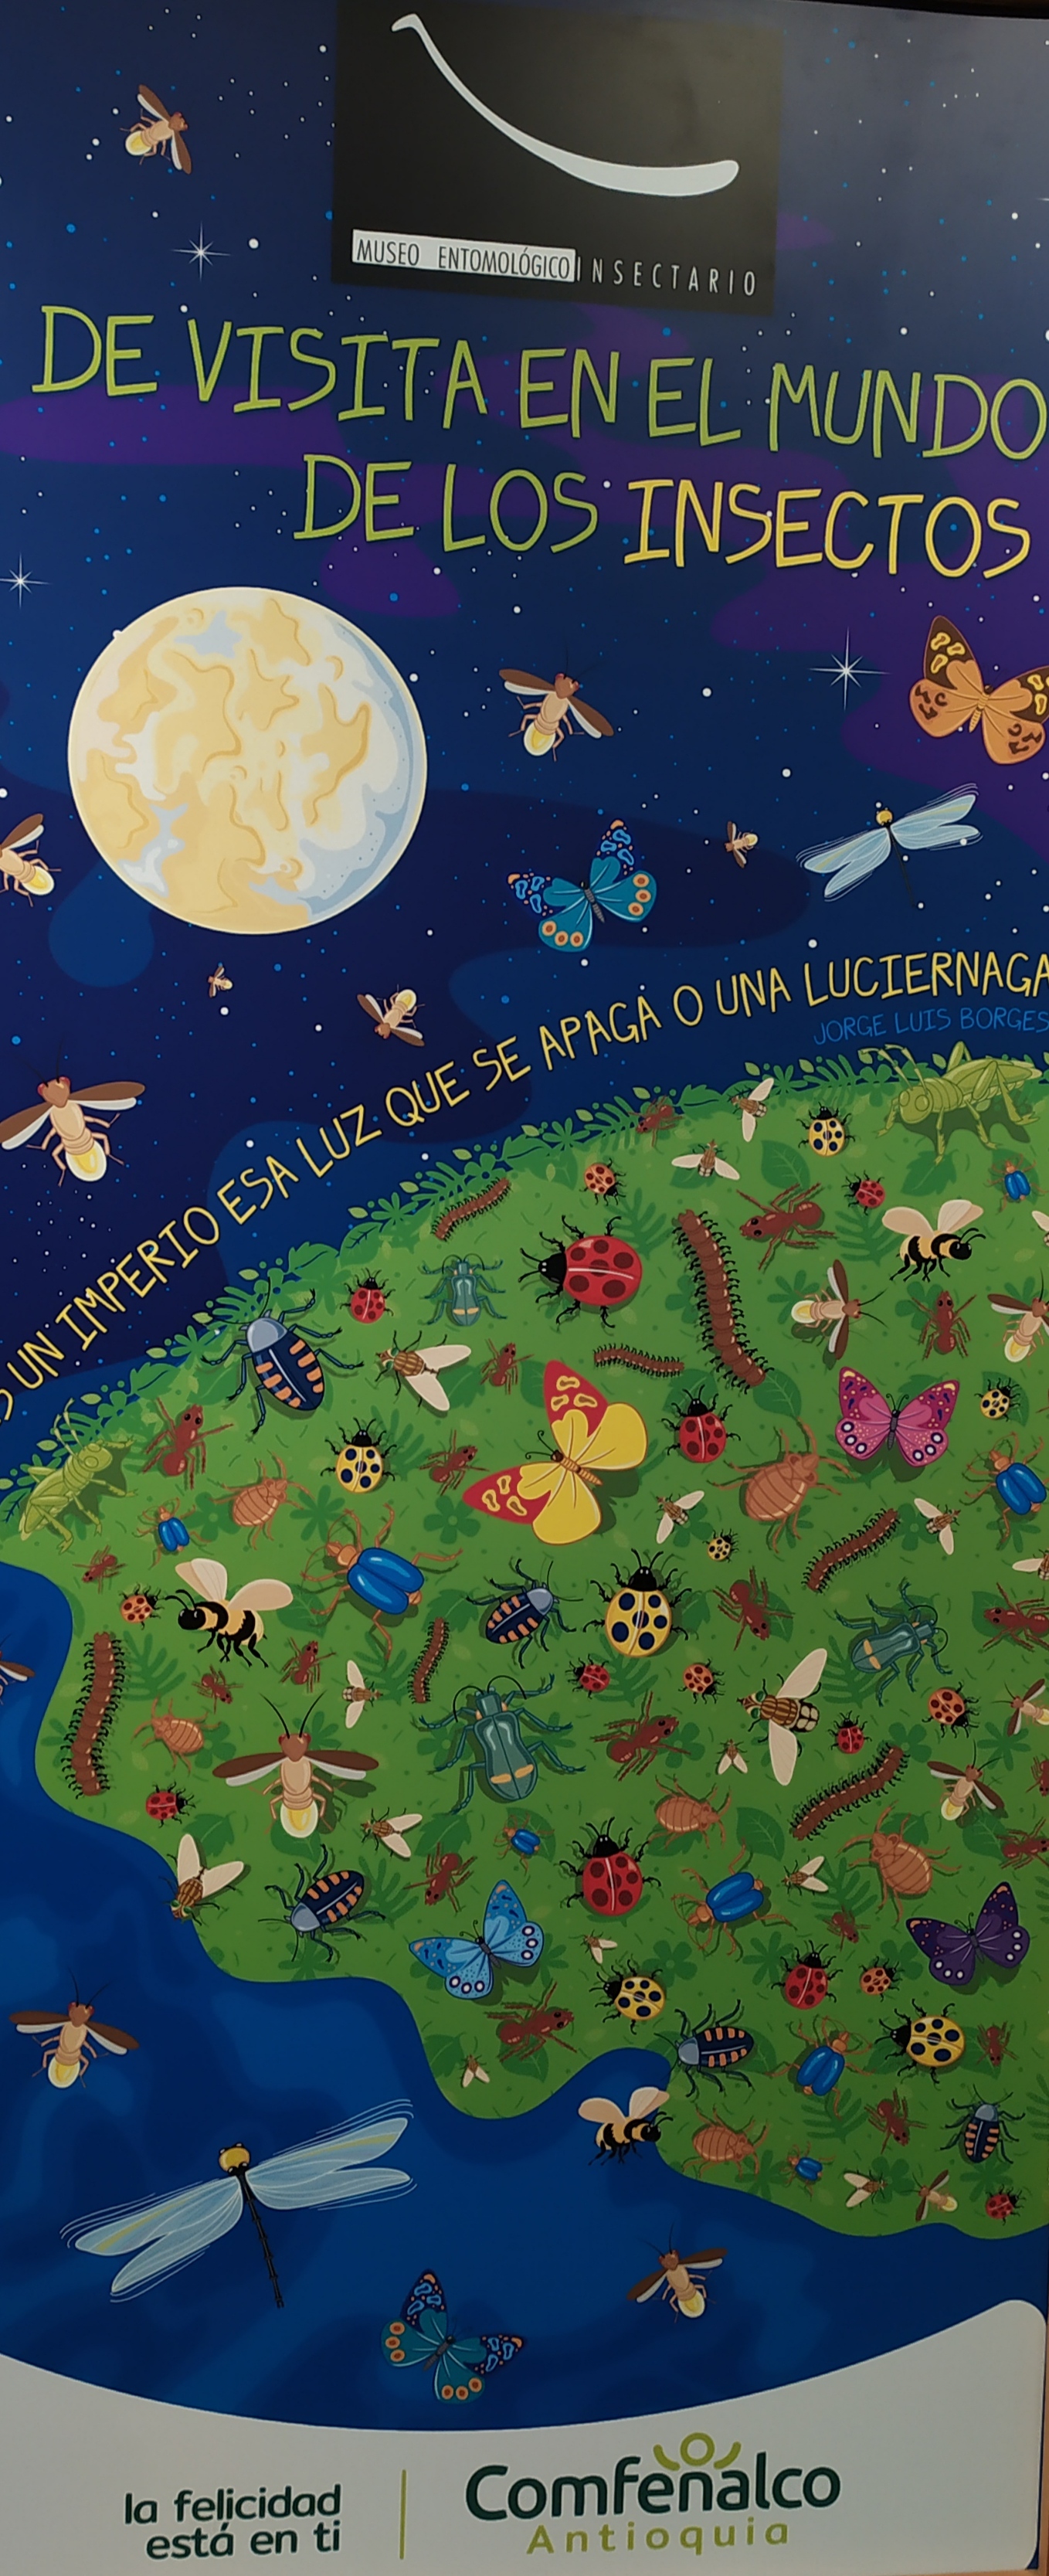 MUSEO ENTOMOLÓGICO INSECTARIO
DE VISITA EN EL MUNDO
DE LOS INSECTOS
UN IMPERIO ESA LUZ QUE SE APAGA O UNA LUCIERNAGA
JORGE LUIS BORGES
la felicidad
está en ti
Comfenalco
Antioquia